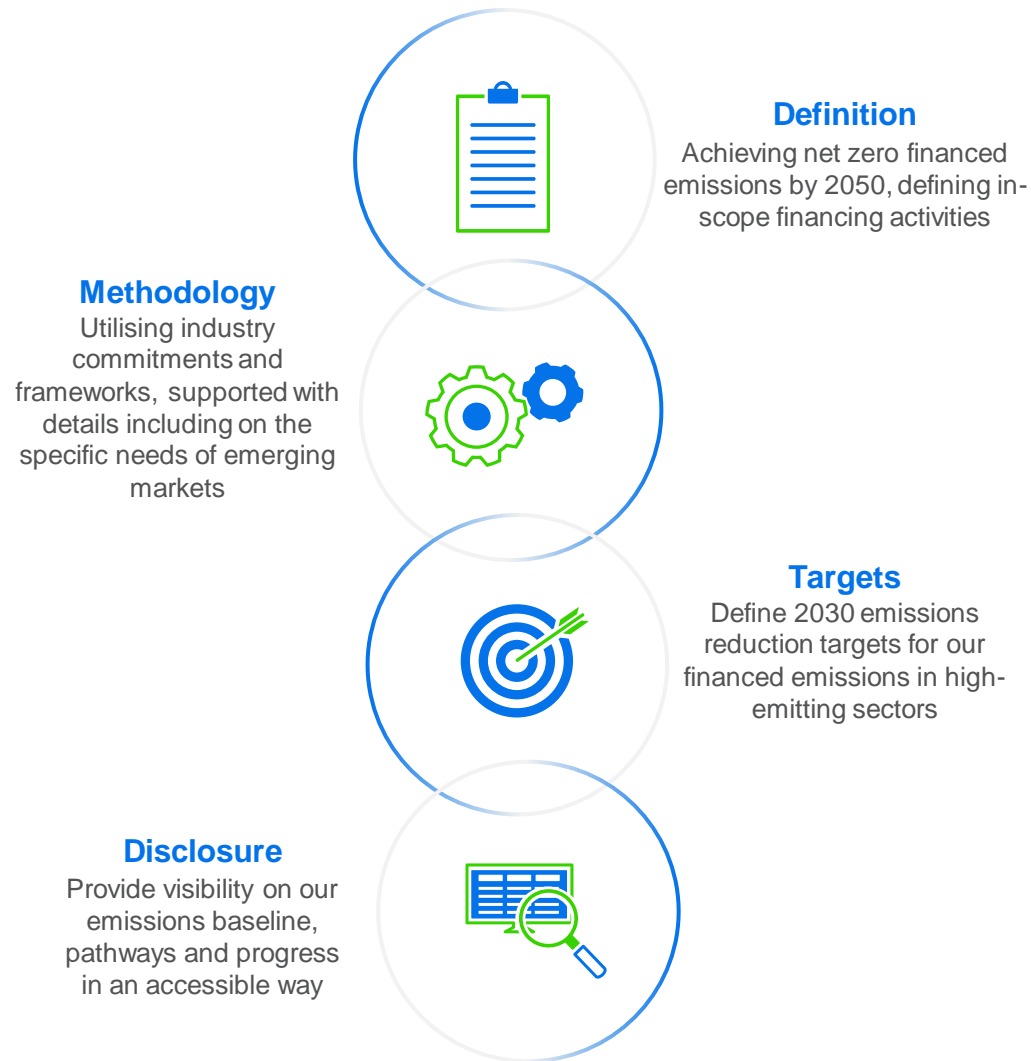 Definition
Achieving net zero financed
emissions by 2050, defining in-
scope financing activities
Methodology
Utilising industry
commitments and
frameworks, supported with
details including on the
specific needs of emerging
markets
Targets
Define 2030 emissions
reduction targets for our
financed emissions in high-
emitting sectors
Disclosure
Provide visibility on our
emissions baseline,
pathways and progress
in an accessible way